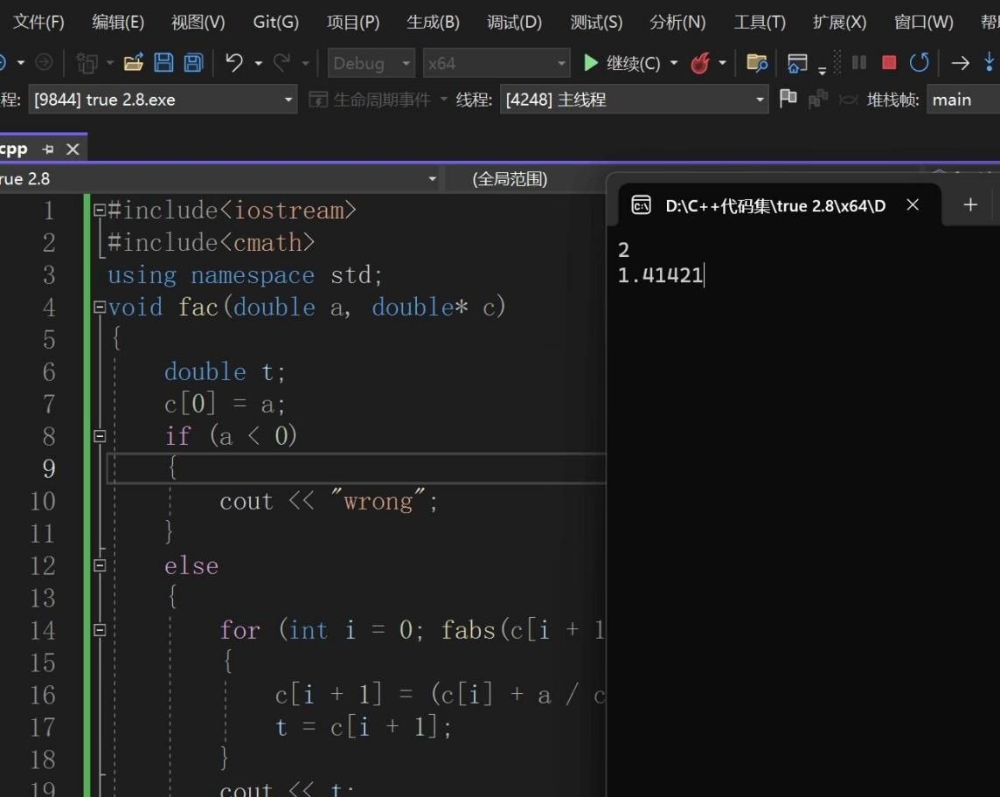 文件(F) 编辑(E) 视图(V) Git(G) 项目(P) 生成(B) 调试(D) 测试(S) 分析(N) 工具(T) 扩展(X) 窗口(W) 帮
Debug x64 继续(C)
程: [9844] true 2.8.exe 生命周期事件 线程: [4248] 主线程 堆栈帧: main
cpp
rue 2.8 (全局范围)
1 #include<iostream>
2 #include<cmath>
3 using namespace std;
4 void fac(double a, double* c)
5 {
6 double t;
7 c[0] = a;
8 if (a < 0)
9 {
10 cout << "wrong";
11 }
12 else
13 {
14 for (int i = 0; fabs(c[i + 1
15 {
16 c[i + 1] = (c[i] + a / c
17 t = c[i + 1];
18 }
19 cout << t;
D:\C++代码集\true 2.8\x64\D
2
1.41421